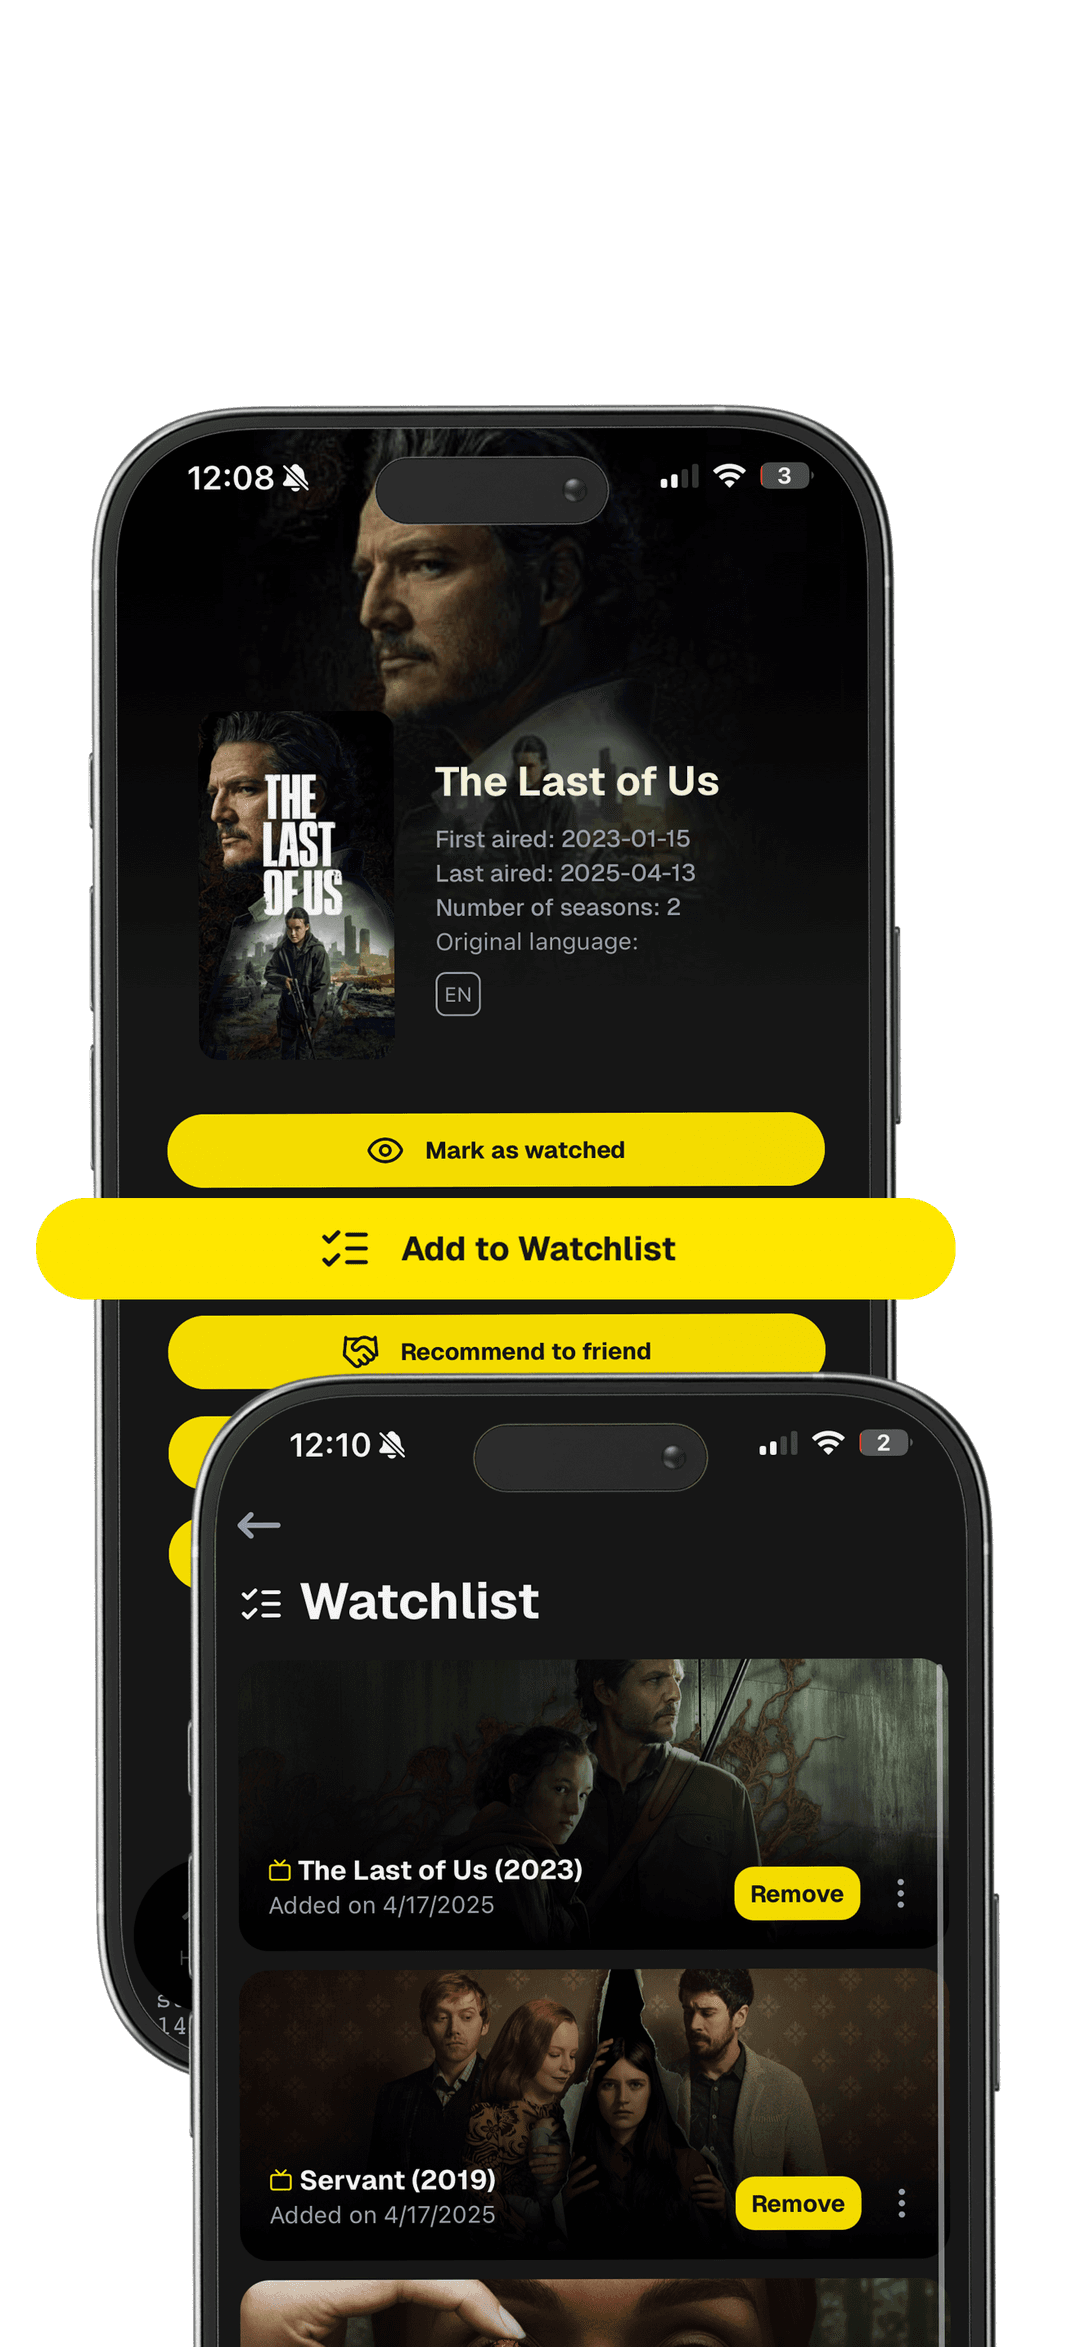 12:08
3
THE
LAST
OF US
The Last of Us
First aired: 2023-01-15
Last aired: 2025-04-13
Number of seasons: 2
Original language:
EN
Mark as watched
Add to Watchlist
Recommend to friend
12:10
2
Watchlist
The Last of Us (2023)
Added on 4/17/2025
Remove
Servant (2019)
Added on 4/17/2025
Remove
14